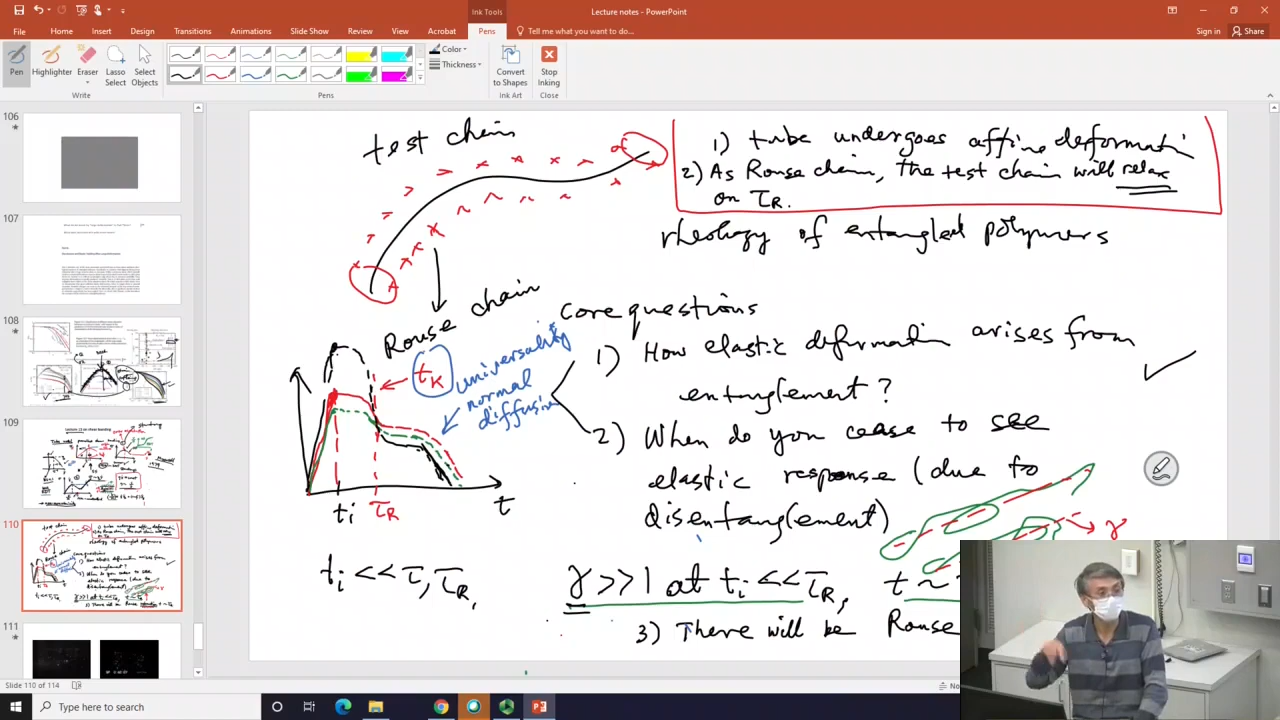 Ink Tools
Lecture notes - PowerPoint
File
Home
Insert
Design
Transitions
Animations
Slide Show
Review
View
Acrobat
Pens
Tell me what you want to do...
Sign in
Share
Pen
Highlighter
Eraser
Lasso
Select
Select
Objects
Color
Thickness
Convert
to Shapes
Stop
Inking
Write
Pens
Ink Art
Close
106
107
108
109
110
111
test chain
1) tube undergoes affine deformatin
2) As Rouse chain, the test chain will relax
on τR.
rheology of entangled polymers
Rouse chain
core questions
1) How elastic deformation arises from
entanglement ?
2) When do you cease to see
elastic response (due to
disentanglement)
tK
universality
normal
diffusion
ti
τR
t
γ
ti << τ, τR,
γ >> 1 at ti << τR,
t ~
3) There will be Rouse
Slide 110 of 114
Type here to search